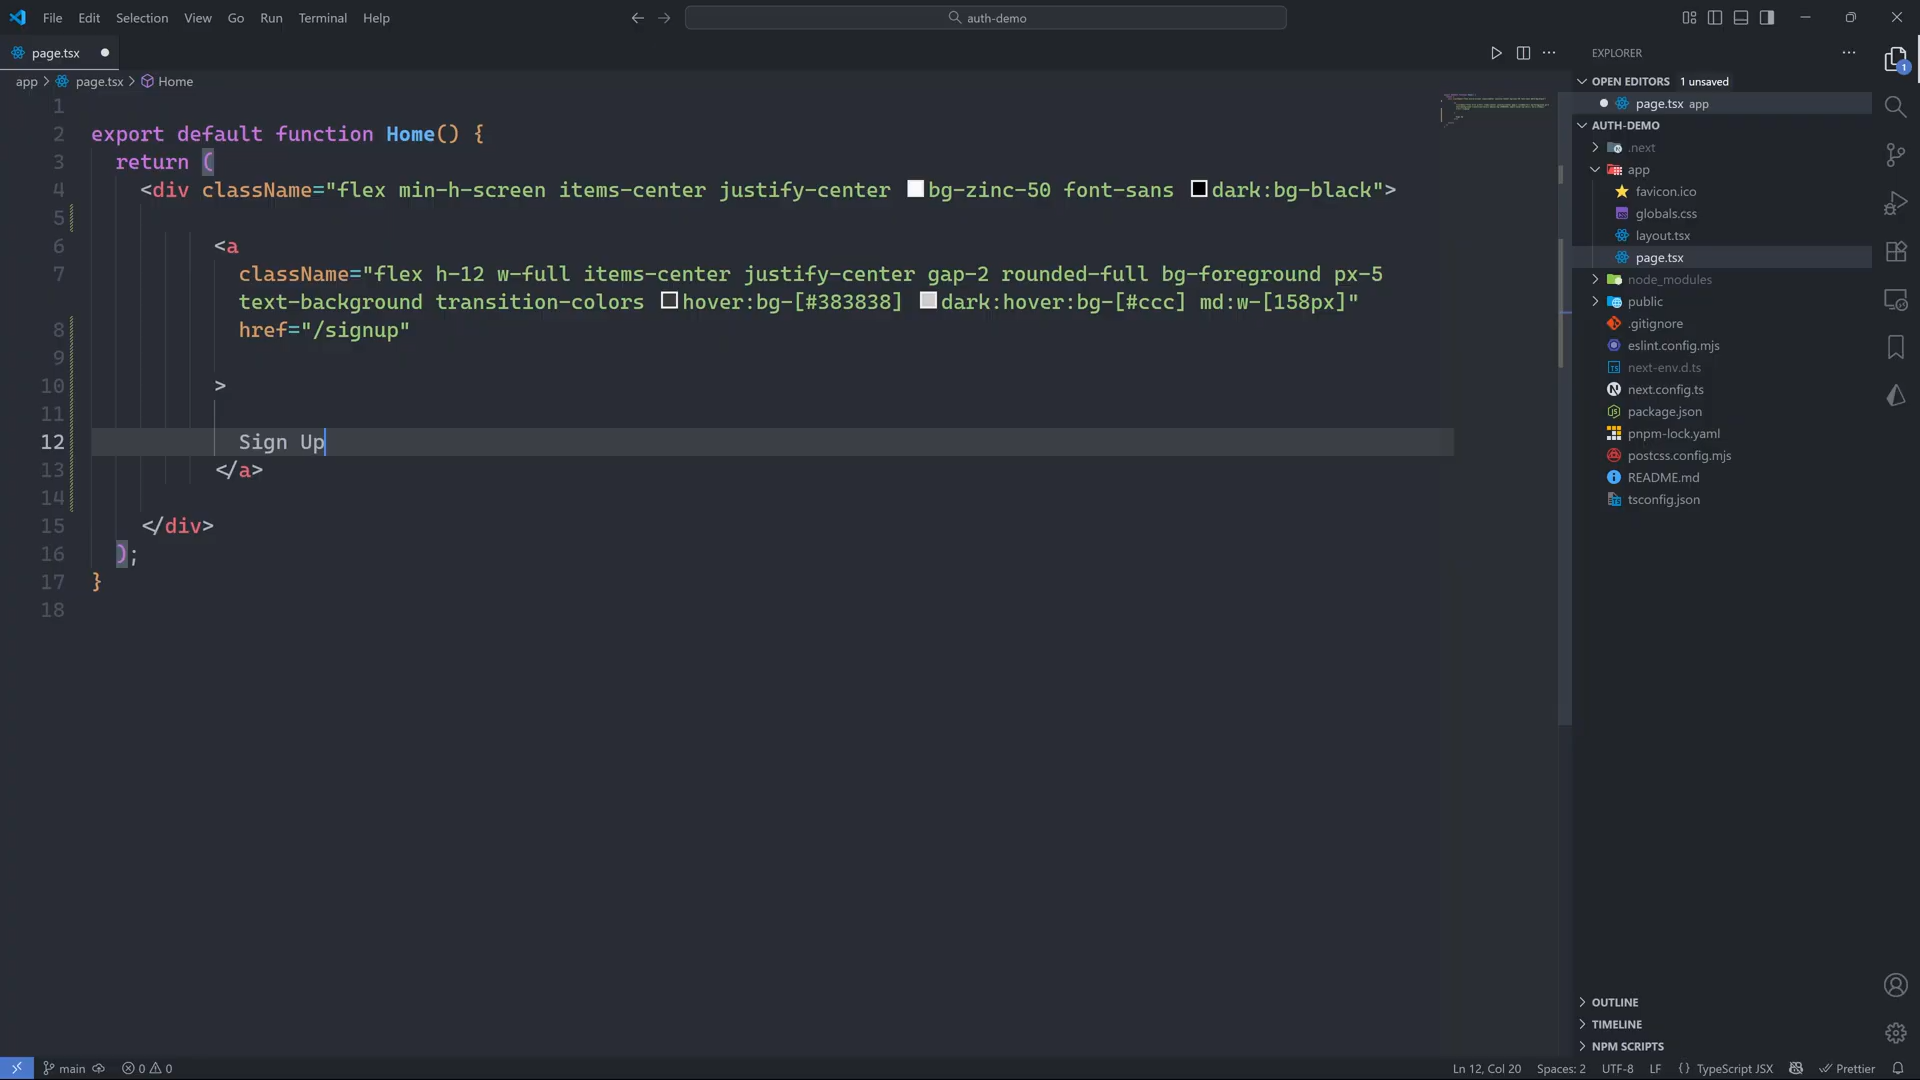 File Edit Selection View Go Run Terminal Help
auth-demo
page.tsx
app > page.tsx > Home
1
2 export default function Home() {
3 return (
4 <div className="flex min-h-screen items-center justify-center bg-zinc-50 font-sans dark:bg-black">
5
6 <a
7 className="flex h-12 w-full items-center justify-center gap-2 rounded-full bg-foreground px-5
text-background transition-colors hover:bg-[#383838] dark:hover:bg-[#ccc] md:w-[158px]"
8 href="/signup"
9
10 >
11
12 Sign Up
13 </a>
14
15 </div>
16 );
17 }
18
EXPLORER
OPEN EDITORS 1 unsaved
page.tsx app
AUTH-DEMO
.next
app
favicon.ico
globals.css
layout.tsx
page.tsx
node_modules
public
.gitignore
eslint.config.mjs
next-env.d.ts
next.config.ts
package.json
pnpm-lock.yaml
postcss.config.mjs
README.md
tsconfig.json
OUTLINE
TIMELINE
NPM SCRIPTS
1
main 0 0
Ln 12, Col 20 Spaces: 2 UTF-8 LF {} TypeScript JSX Prettier